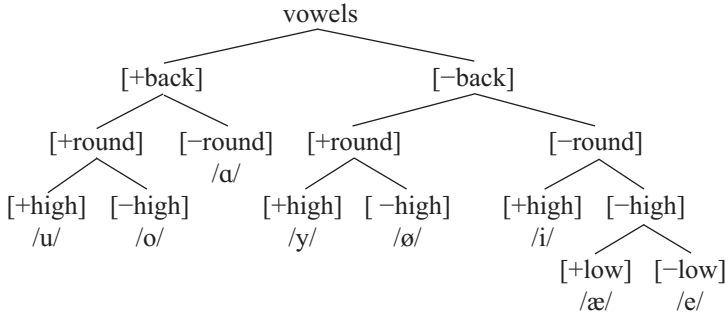 vowels
[+back] [−back]
[+round] [−round] [+round] [−round]
/ɑ/
[+high] [−high] [+high] [ −high] [+high] [−high]
/u/ /o/ /y/ /ø/ /i/
[+low] [−low]
/æ/ /e/